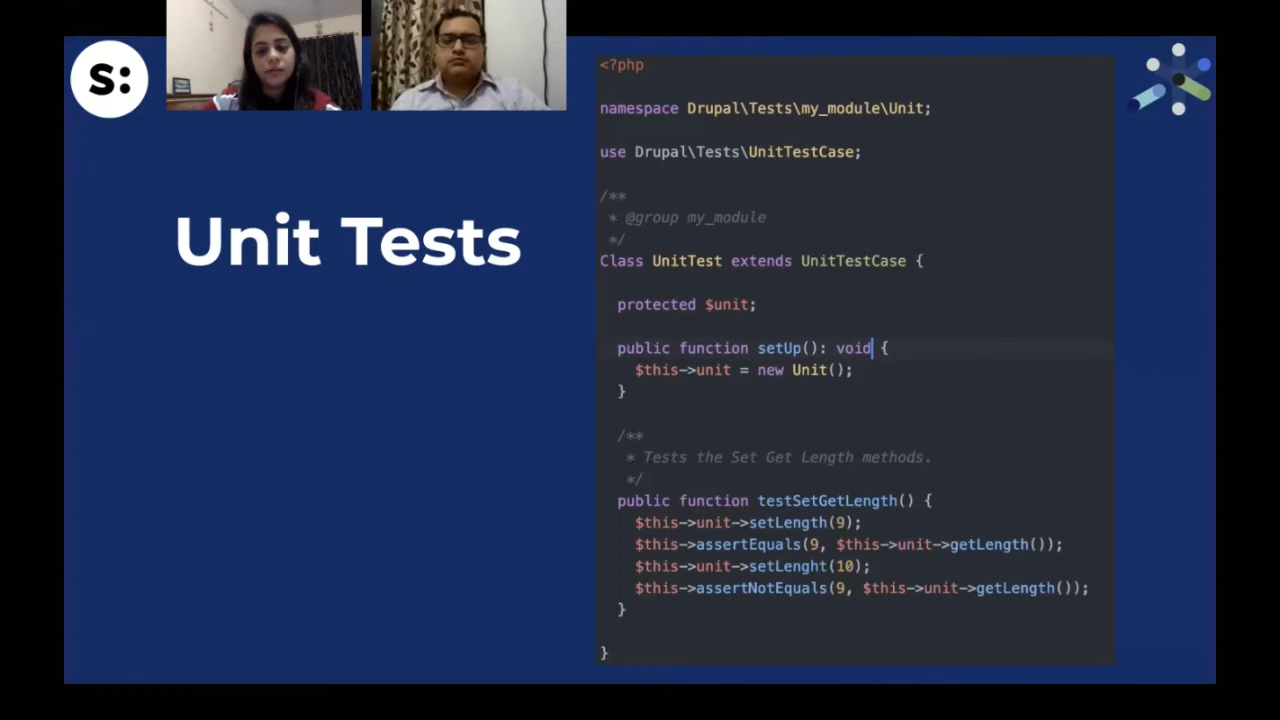 S:
Unit Tests
<?php
namespace Drupal\Tests\my_module\Unit;
use Drupal\Tests\UnitTestCase;
/**
 * @group my_module
 */
Class UnitTest extends UnitTestCase {
  protected $unit;
  public function setUp(): void {
    $this->unit = new Unit();
  }
  /**
   * Tests the Set Get Length methods.
   */
  public function testSetGetLength() {
    $this->unit->setLength(9);
    $this->assertEquals(9, $this->unit->getLength());
    $this->unit->setLenght(10);
    $this->assertNotEquals(9, $this->unit->getLength());
  }
}